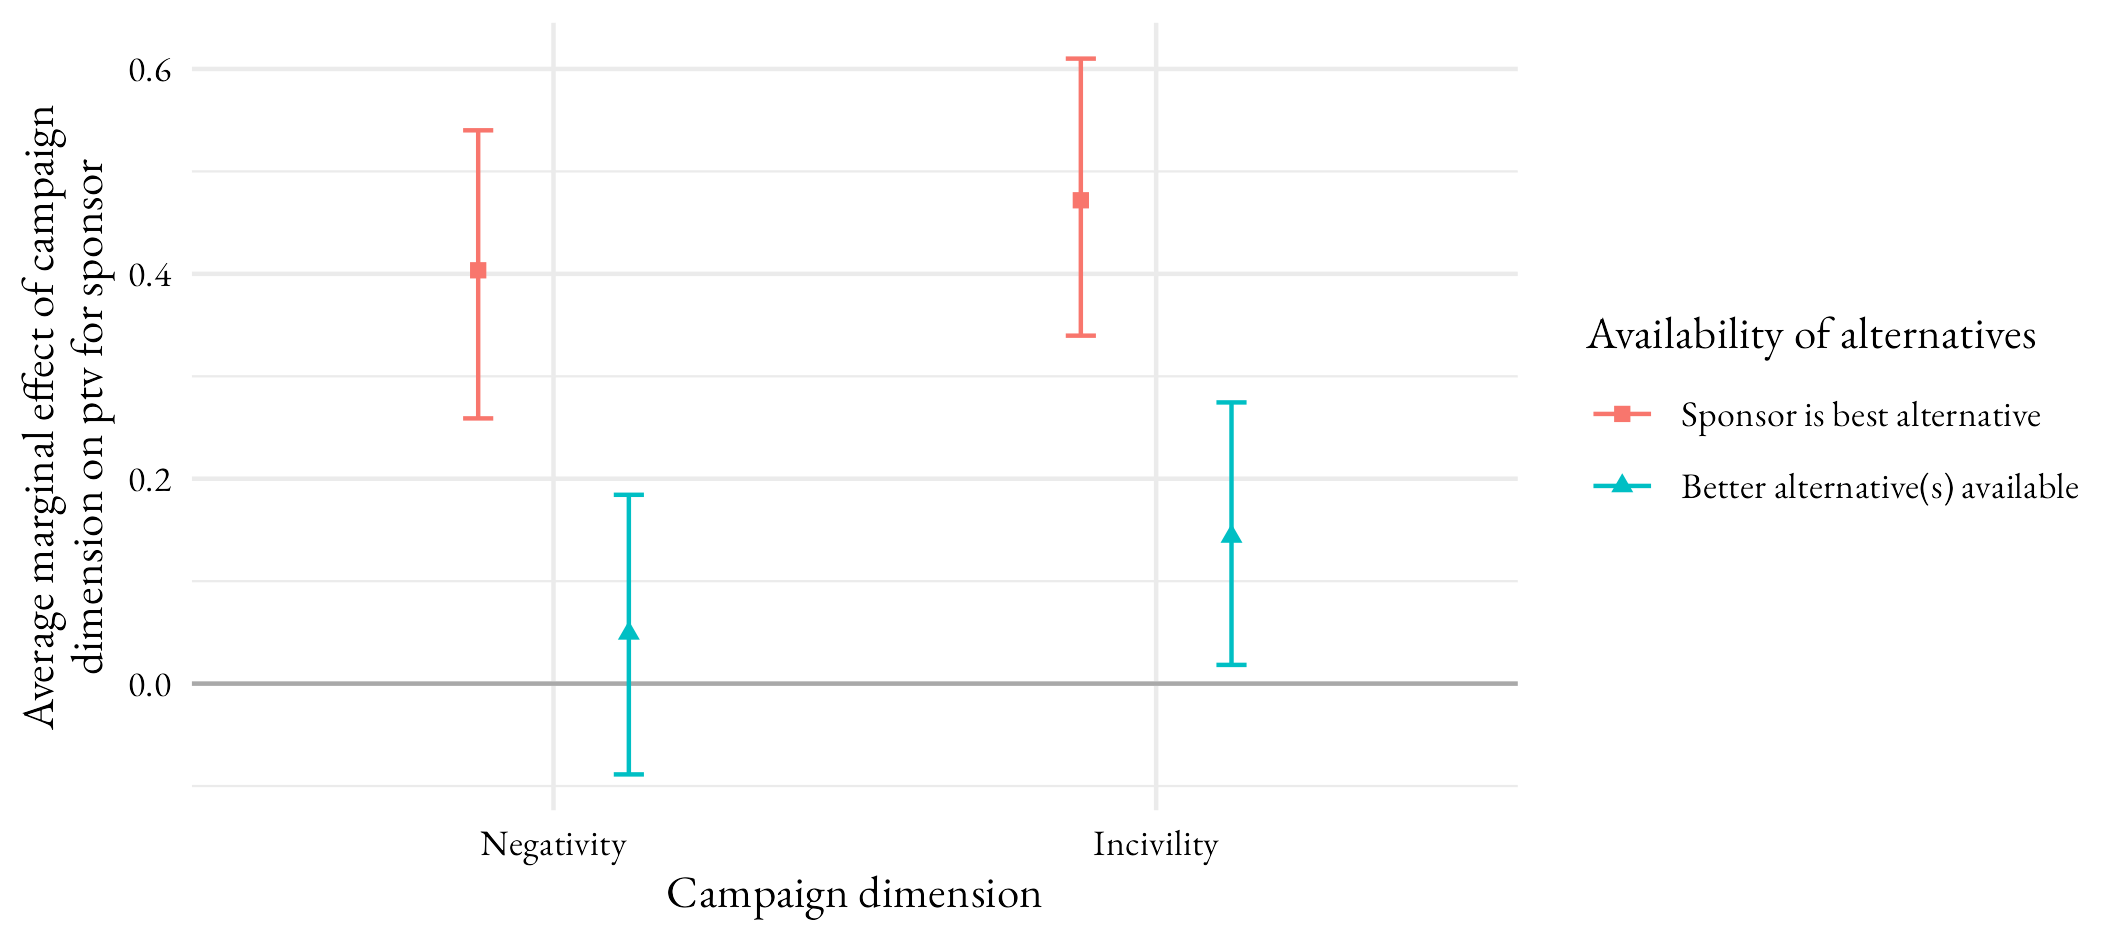 Average marginal effect of campaign
dimension on ptv for sponsor
0.6
0.4
0.2
0.0
Negativity
Incivility
Campaign dimension
Availability of alternatives
Sponsor is best alternative
Better alternative(s) available